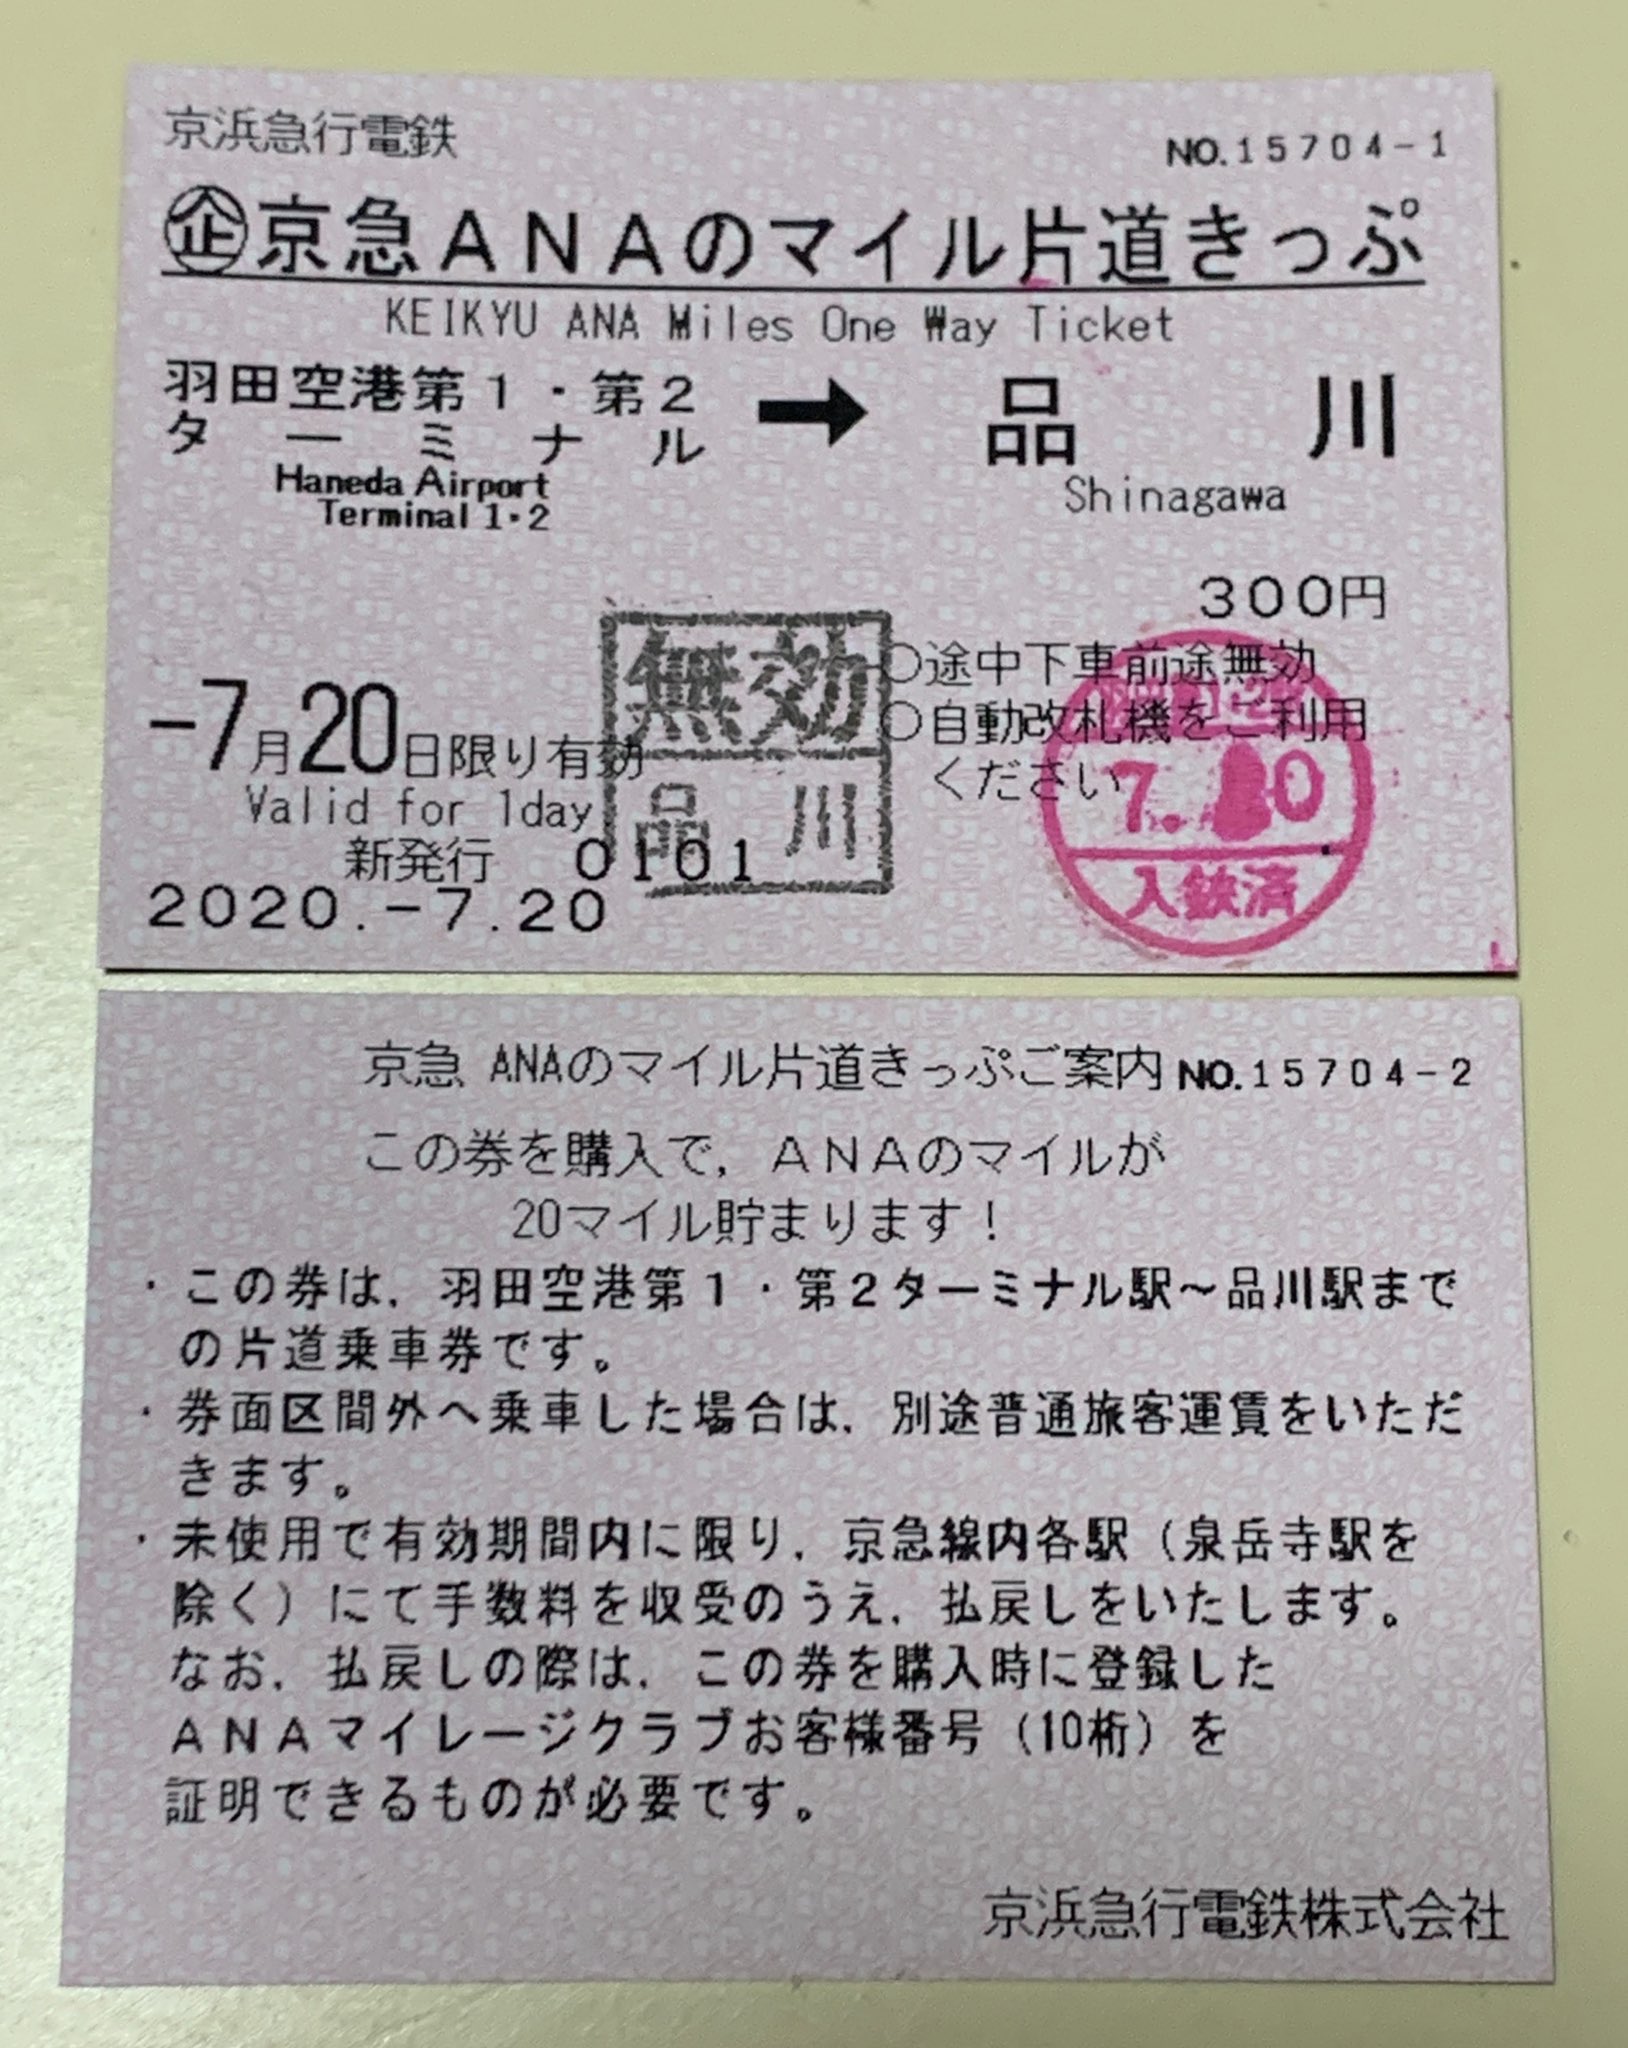 京浜急行電鉄
NO.15704-1
企京急ANAのマイル片道きっぷ
KEIKYU ANA Miles One Way Ticket
羽田空港第1・第2
ターミナル
Haneda Airport
Terminal 1・2
➡
品川
Shinagawa
300円
○途中下車前途無効
○自動改札機をご利用
ください
-7月20日限り有効
Valid for 1day
新発行 0101
2020.-7.20
無効
品川
7. 0
入鋏済
京急 ANAのマイル片道きっぷご案内 NO.15704-2
この券を購入で,ANAのマイルが
20マイル貯まります!
・この券は,羽田空港第1・第2ターミナル駅~品川駅まで
の片道乗車券です。
・券面区間外へ乗車した場合は,別途普通旅客運賃をいただ
きます。
・未使用で有効期間内に限り,京急線内各駅(泉岳寺駅を
除く)にて手数料を収受のうえ,払戻しをいたします。
なお,払戻しの際は,この券を購入時に登録した
ANAマイレージクラブお客様番号(10桁)を
証明できるものが必要です。
京浜急行電鉄株式会社